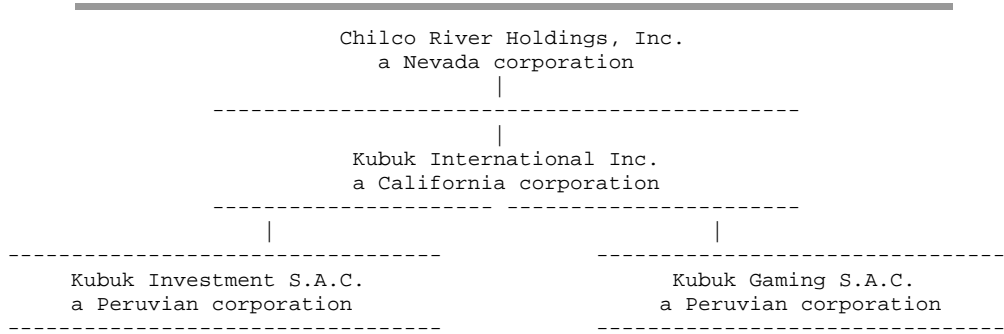 Chilco River Holdings, Inc.
a Nevada corporation
|
----------------------------------------------
|
Kubuk International Inc.
a California corporation
---------------------- -----------------------
| |
---------------------------------- --------------------------------
Kubuk Investment S.A.C. Kubuk Gaming S.A.C.
a Peruvian corporation a Peruvian corporation
---------------------------------- --------------------------------